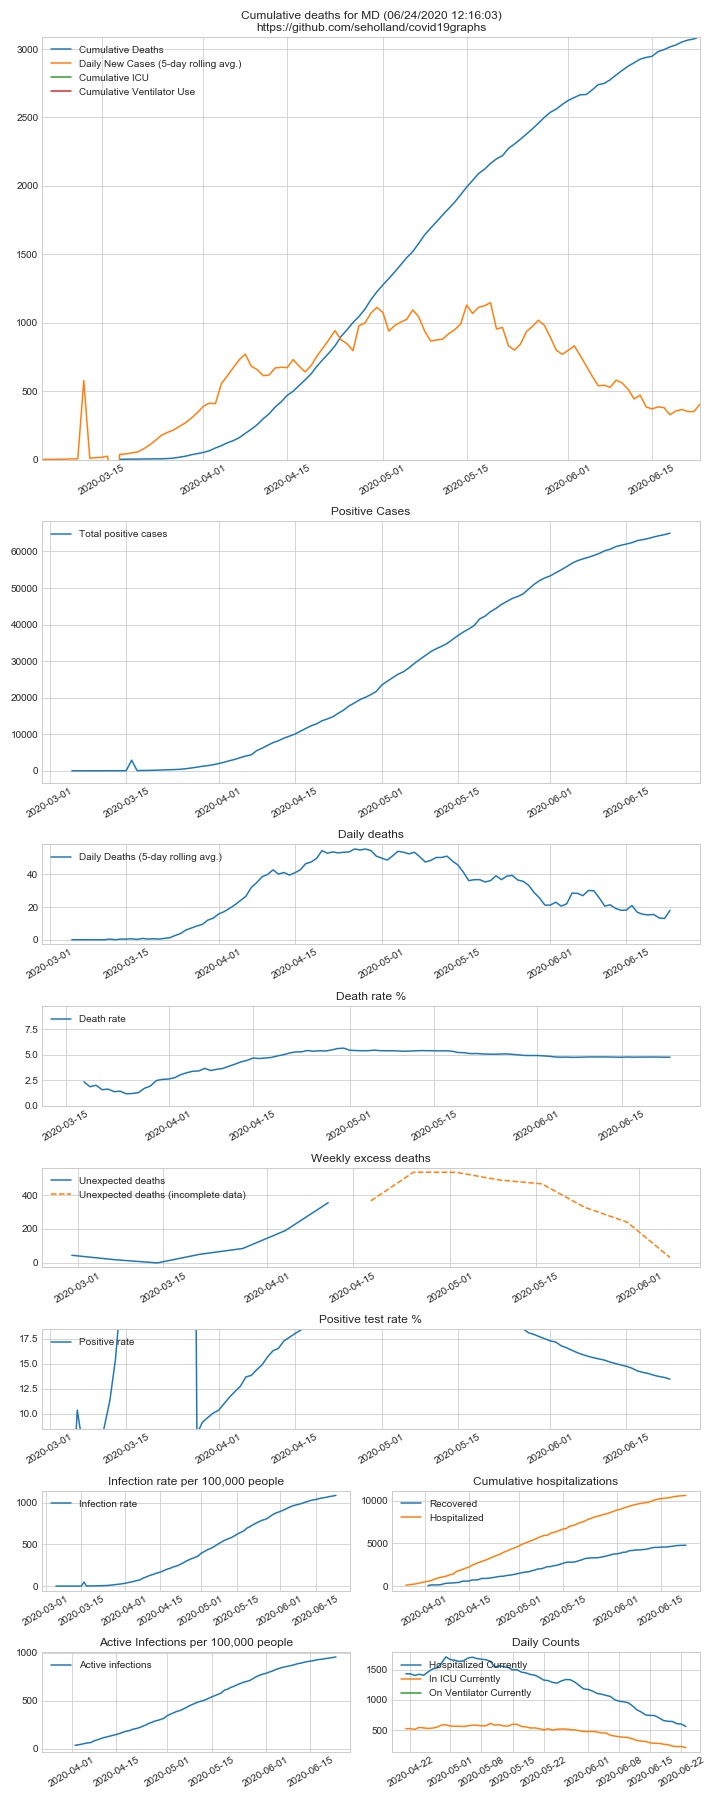 Cumulative deaths for MD (06/24/2020 12:16:03)
https://github.com/seholland/covid19graphs
Cumulative Deaths
Daily New Cases (5-day rolling avg.)
Cumulative ICU
Cumulative Ventilator Use
3000
2500
2000
1500
1000
500
0
2020-03-15 2020-04-01 2020-04-15 2020-05-01 2020-05-15 2020-06-01 2020-06-15
Positive Cases
Total positive cases
60000
50000
40000
30000
20000
10000
0
2020-03-01 2020-03-15 2020-04-01 2020-04-15 2020-05-01 2020-05-15 2020-06-01 2020-06-15
Daily deaths
Daily Deaths (5-day rolling avg.)
40
20
0
2020-03-01 2020-03-15 2020-04-01 2020-04-15 2020-05-01 2020-05-15 2020-06-01 2020-06-15
Death rate %
Death rate
7.5
5.0
2.5
0.0
2020-03-15 2020-04-01 2020-04-15 2020-05-01 2020-05-15 2020-06-01 2020-06-15
Weekly excess deaths
Unexpected deaths
Unexpected deaths (incomplete data)
400
200
0
2020-03-01 2020-03-15 2020-04-01 2020-04-15 2020-05-01 2020-05-15 2020-06-01
Positive test rate %
Positive rate
17.5
15.0
12.5
10.0
2020-03-01 2020-03-15 2020-04-01 2020-04-15 2020-05-01 2020-05-15 2020-06-01 2020-06-15
Infection rate per 100,000 people
Infection rate
1000
500
0
2020-03-01 2020-03-15 2020-04-01 2020-04-15 2020-05-01 2020-05-15 2020-06-01 2020-06-15
Cumulative hospitalizations
Recovered
Hospitalized
10000
5000
0
2020-04-01 2020-04-15 2020-05-01 2020-05-15 2020-06-01 2020-06-15
Active Infections per 100,000 people
Active infections
1000
500
0
2020-04-01 2020-04-15 2020-05-01 2020-05-15 2020-06-01 2020-06-15
Daily Counts
Hospitalized Currently
In ICU Currently
On Ventilator Currently
1500
1000
500
2020-04-22 2020-05-01 2020-05-08 2020-05-15 2020-05-22 2020-06-01 2020-06-08 2020-06-15 2020-06-22